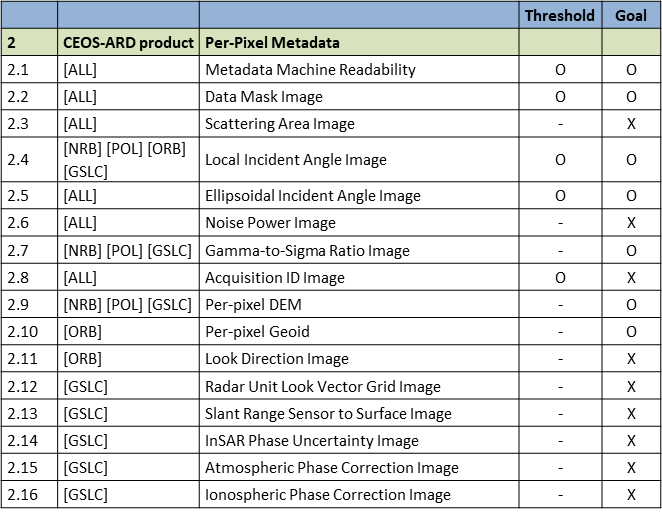 Threshold Goal
2 CEOS-ARD product Per-Pixel Metadata
2.1 [ALL] Metadata Machine Readability O O
2.2 [ALL] Data Mask Image O O
2.3 [ALL] Scattering Area Image - X
2.4 [NRB] [POL] [ORB] [GSLC] Local Incident Angle Image O O
2.5 [ALL] Ellipsoidal Incident Angle Image O O
2.6 [ALL] Noise Power Image - X
2.7 [NRB] [POL] [GSLC] Gamma-to-Sigma Ratio Image - O
2.8 [ALL] Acquisition ID Image O X
2.9 [NRB] [POL] [GSLC] Per-pixel DEM - O
2.10 [ORB] Per-pixel Geoid - O
2.11 [ORB] Look Direction Image - X
2.12 [GSLC] Radar Unit Look Vector Grid Image - X
2.13 [GSLC] Slant Range Sensor to Surface Image - X
2.14 [GSLC] InSAR Phase Uncertainty Image - X
2.15 [GSLC] Atmospheric Phase Correction Image - X
2.16 [GSLC] Ionospheric Phase Correction Image - X